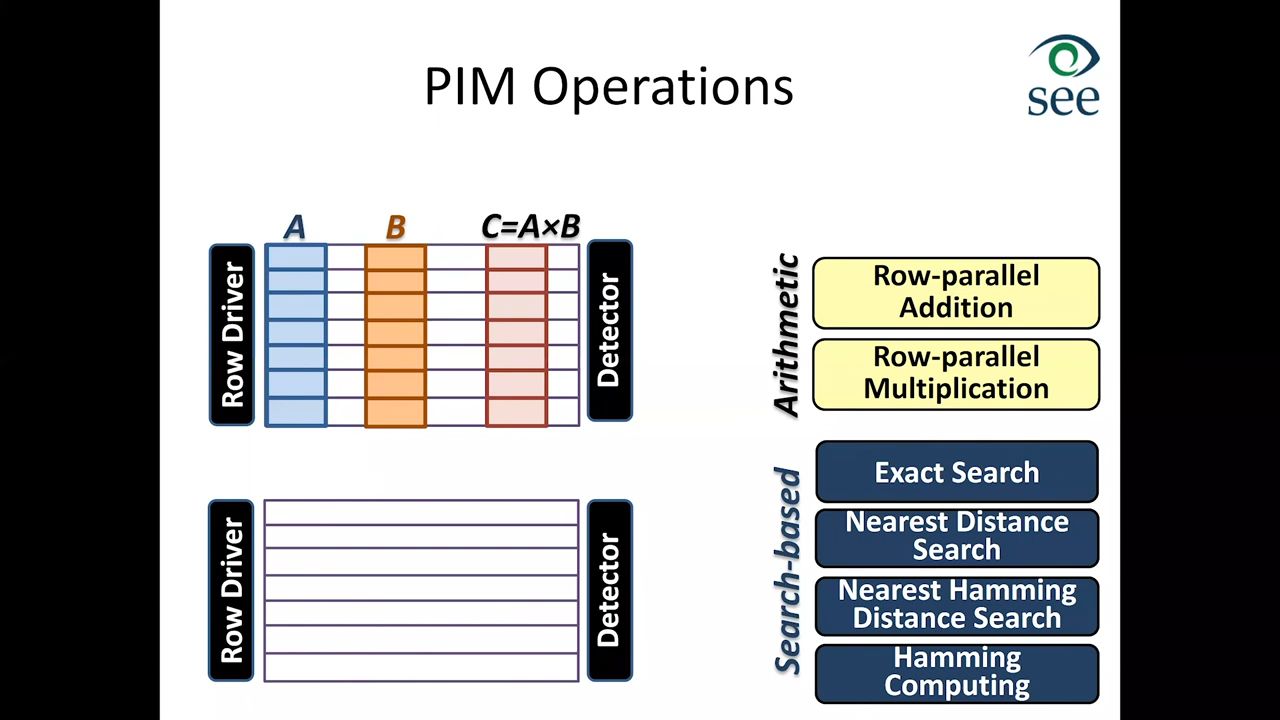 PIM Operations
see
A
B
C=A×B
Row Driver
Detector
Arithmetic
Row-parallel
Addition
Row-parallel
Multiplication
Row Driver
Detector
Search-based
Exact Search
Nearest Distance
Search
Nearest Hamming
Distance Search
Hamming
Computing